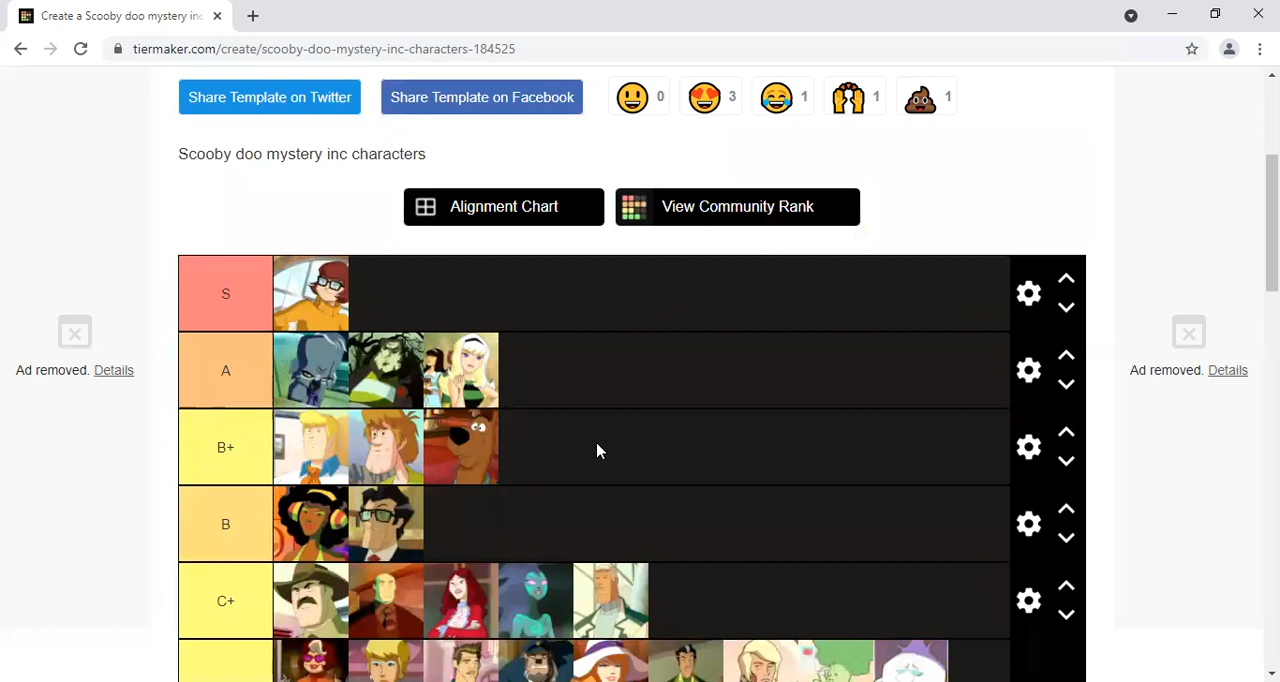 Create a Scooby doo mystery inc
tiermaker.com/create/scooby-doo-mystery-inc-characters-184525
Share Template on Twitter
Share Template on Facebook
0
3
1
1
1
Scooby doo mystery inc characters
Alignment Chart
View Community Rank
S
A
B+
B
C+
Ad removed. Details
Ad removed. Details